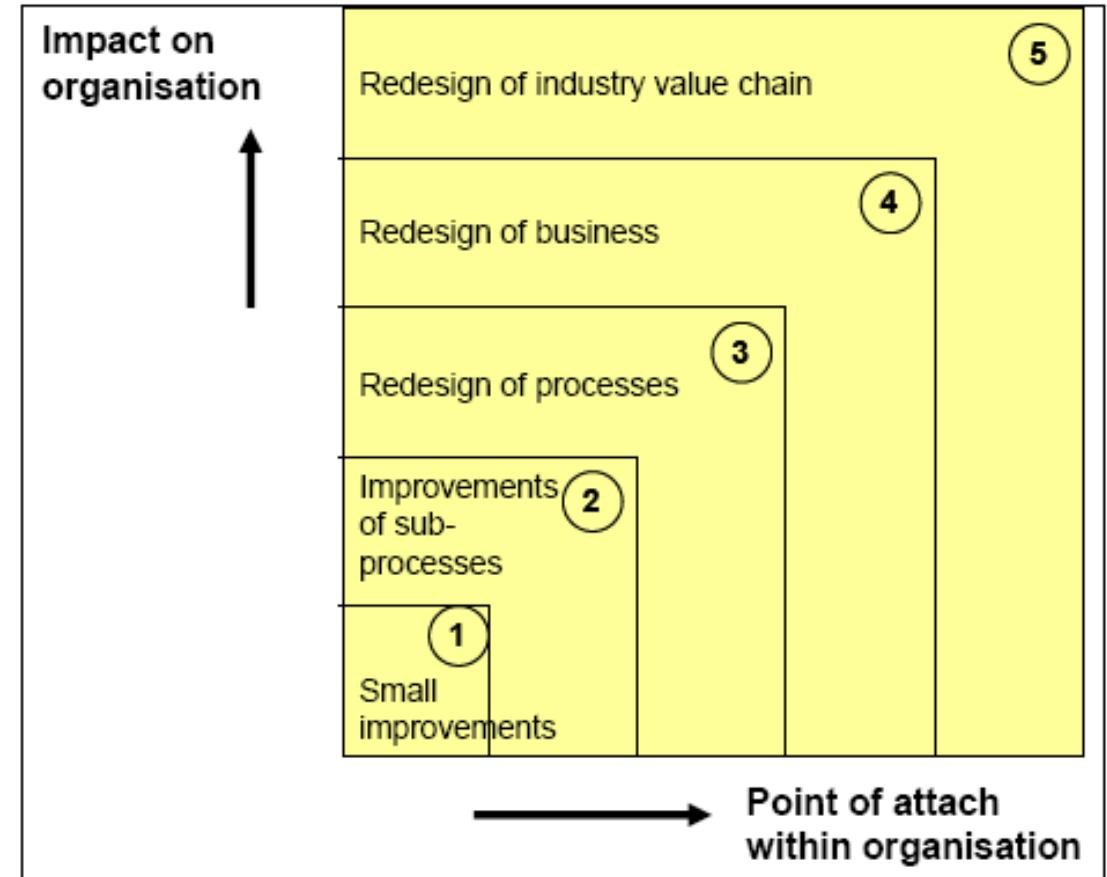 Impact on
organisation
5
Redesign of industry value chain
4
Redesign of business
3
Redesign of processes
2
Improvements
of sub-
processes
1
Small
improvements
Point of attach
within organisation